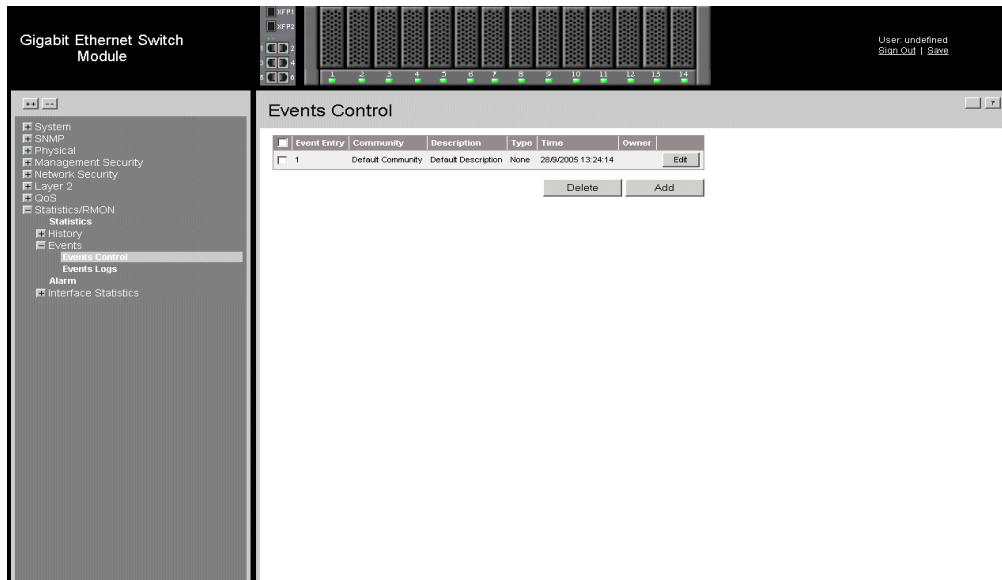 Gigabit Ethernet Switch
Module
XFP1
XFP2
2
4
6
1 2 3 4 5 6 7 8 9 10 11 12 13 14
User: undefined
Sign Out | Save
++ --
System
SNMP
Physical
Management Security
Network Security
Layer 2
QoS
Statistics/RMON
Statistics
History
Events
Events Control
Events Logs
Alarm
Interface Statistics
Events Control
?
Event Entry Community Description Type Time Owner
1 Default Community Default Description None 28/9/2005 13:24:14 Edit
Delete Add